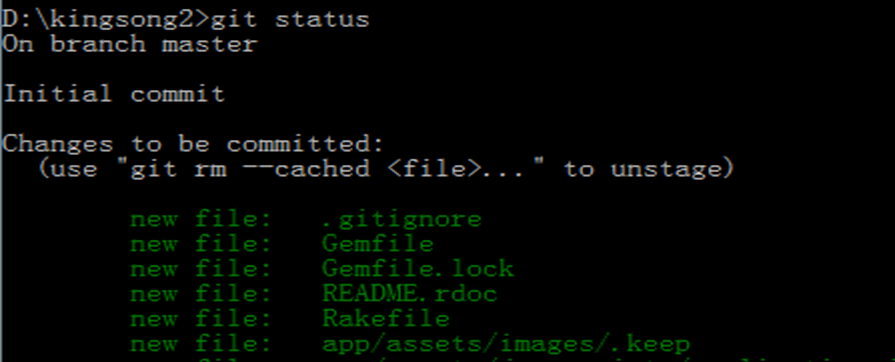 D:\kingsong2>git status
On branch master
Initial commit
Changes to be committed:
(use "git rm --cached <file>..." to unstage)
new file: .gitignore
new file: Gemfile
new file: Gemfile.lock
new file: README.rdoc
new file: Rakefile
new file: app/assets/images/.keep